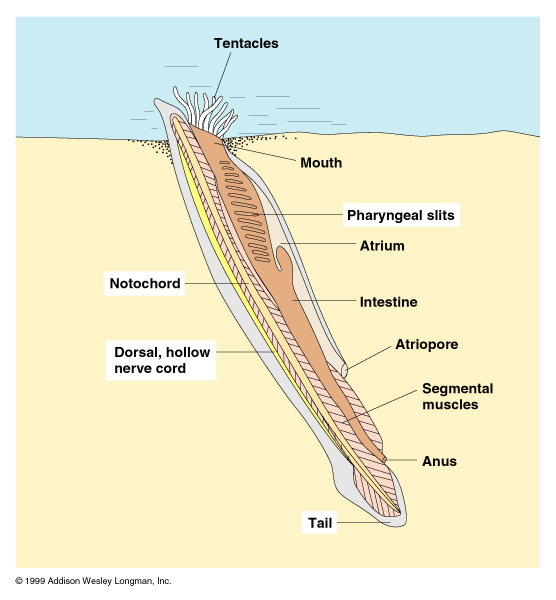 Tentacles
Mouth
Pharyngeal slits
Atrium
Notochord
Intestine
Atriopore
Dorsal, hollow
nerve cord
Segmental
muscles
Anus
Tail
© 1999 Addison Wesley Longman, Inc.